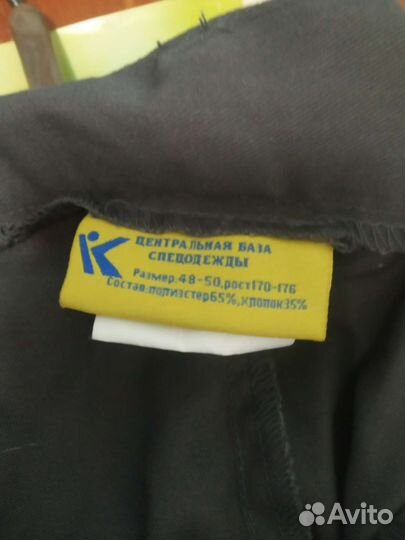 ЦЕНТРАЛЬНАЯ БАЗА
СПЕЦОДЕЖДЫ
Размер.48-50,рост170-176
Состав:полиэстер65%,хлопок35%
Avito